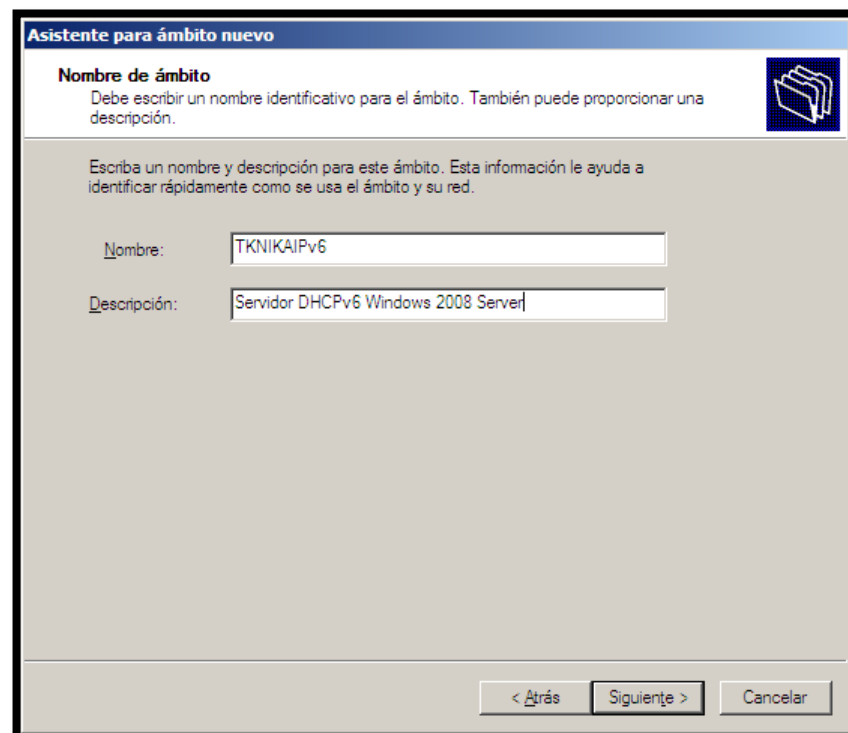 Asistente para ámbito nuevo
Nombre de ámbito
Debe escribir un nombre identificativo para el ámbito. También puede proporcionar una
descripción.
Escriba un nombre y descripción para este ámbito. Esta información le ayuda a
identificar rápidamente como se usa el ámbito y su red.
Nombre: TKNIKAIPv6
Descripción: Servidor DHCPv6 Windows 2008 Server
< Atrás Siguiente > Cancelar